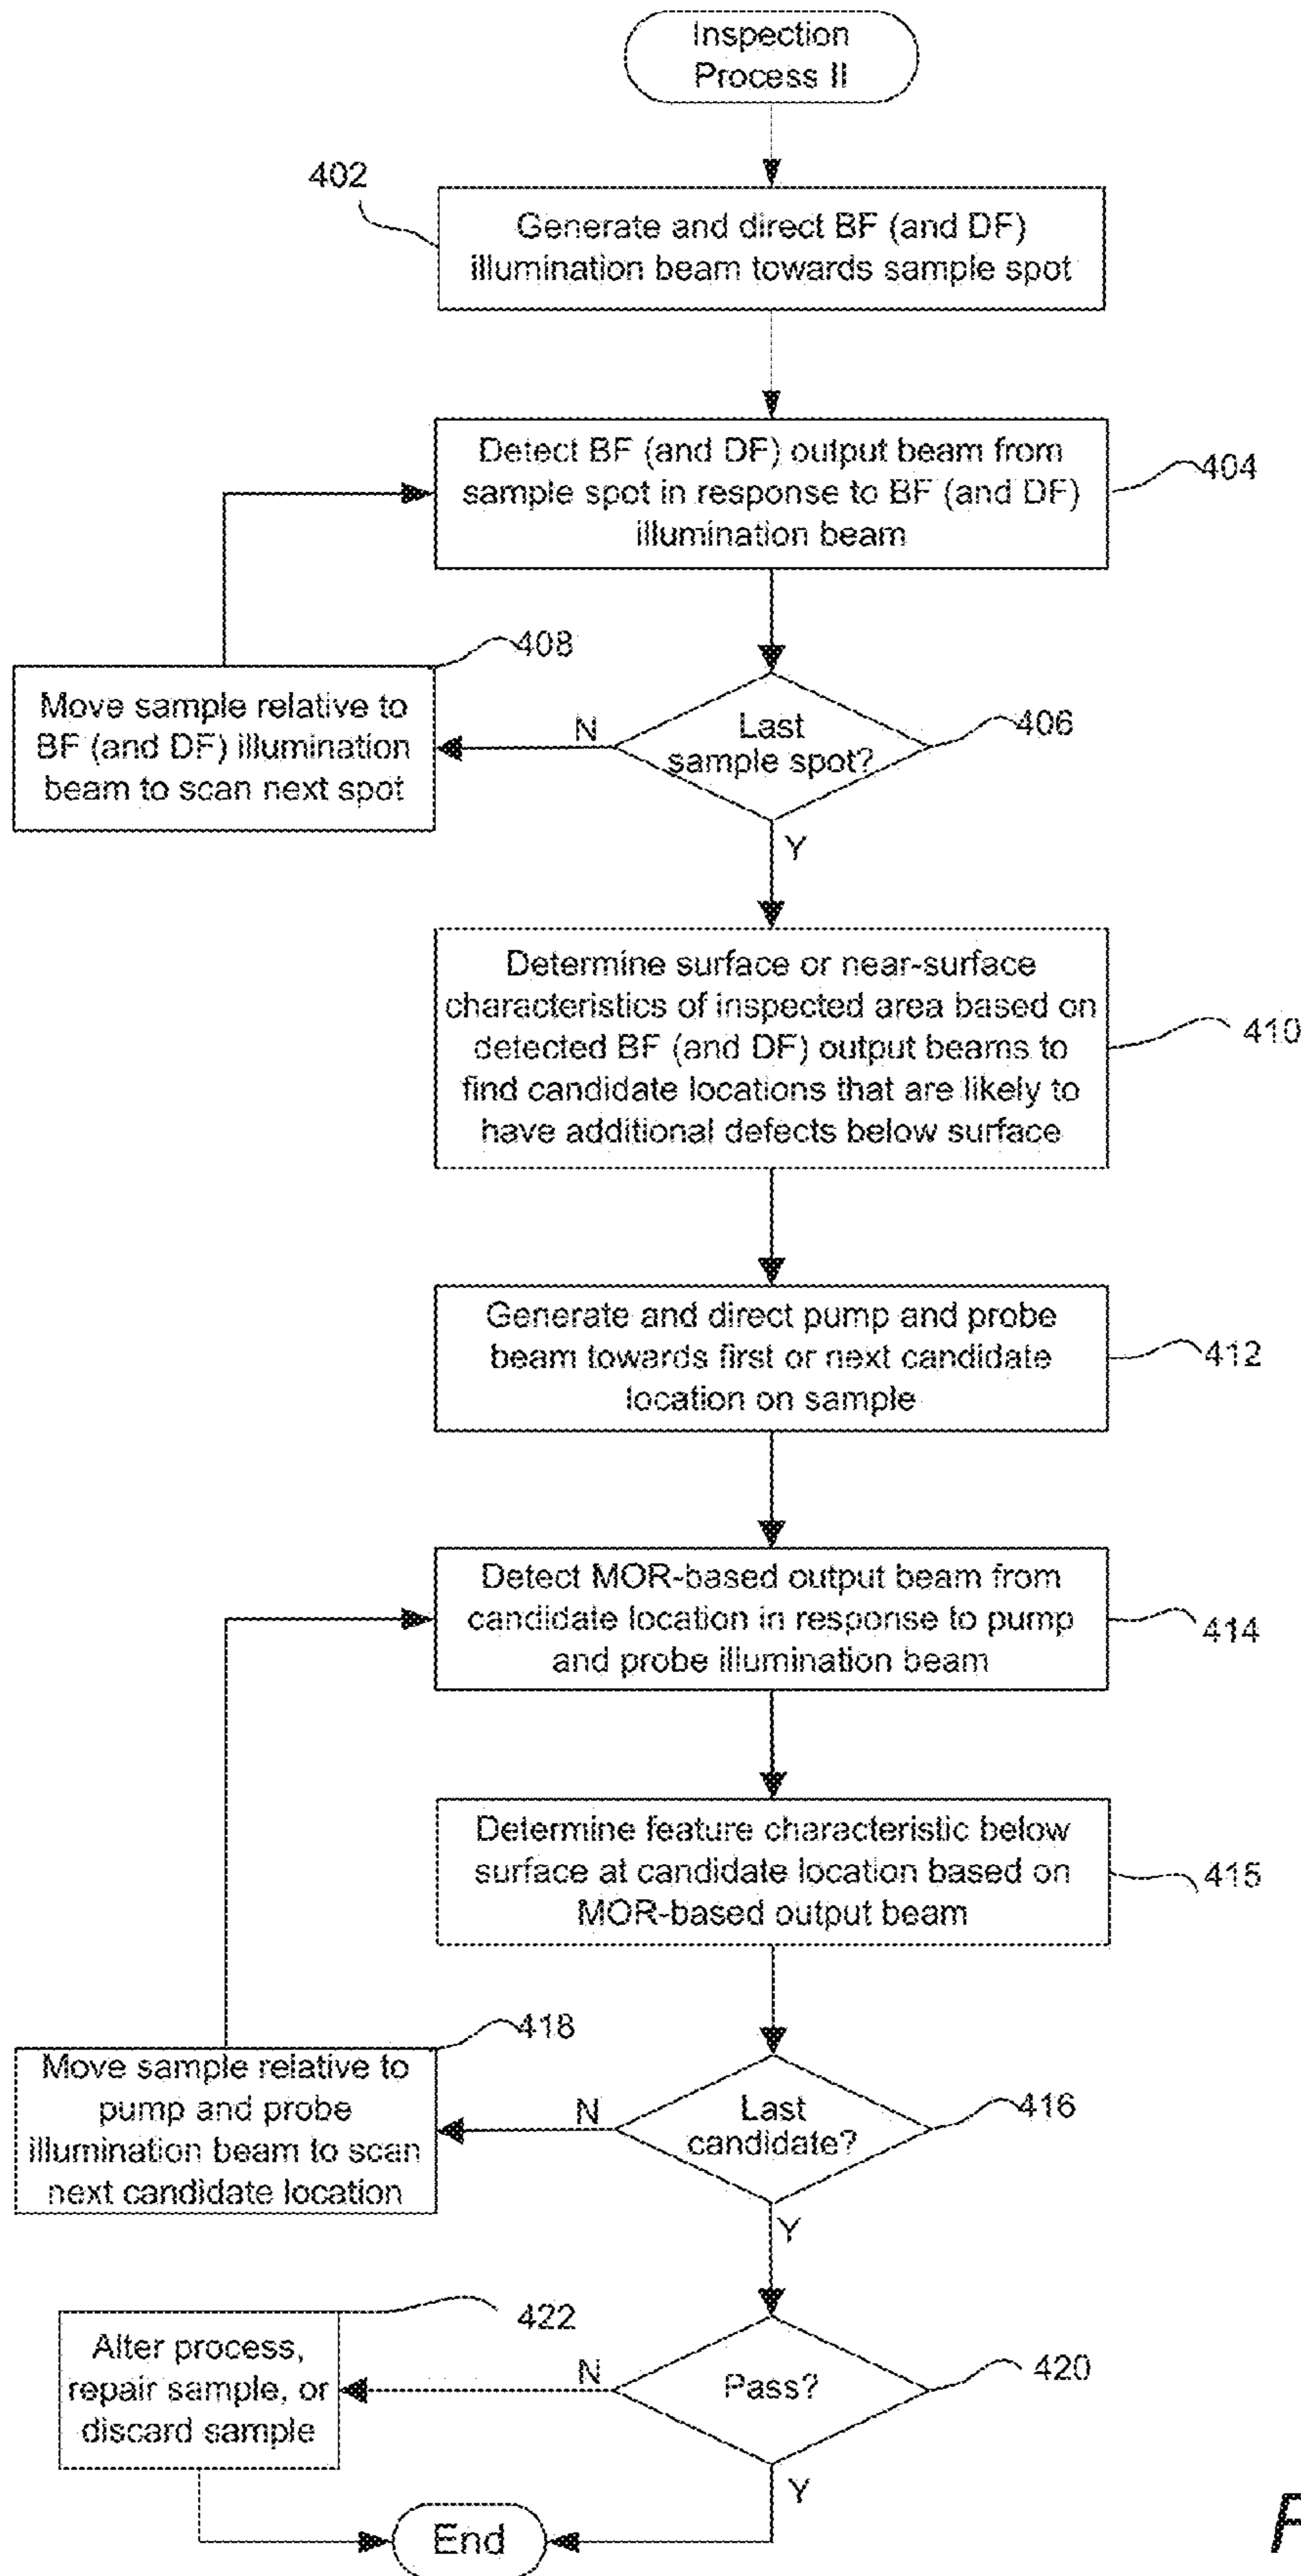 Inspection
Process II
402
Generate and direct BF (and DF)
illumination beam towards sample spot
Detect BF (and DF) output beam from
sample spot in response to BF (and DF)
illumination beam
404
408
Move sample relative to
BF (and DF) illumination
beam to scan next spot
N
Last
sample spot?
406
Y
Determine surface or near-surface
characteristics of inspected area based on
detected BF (and DF) output beams to
find candidate locations that are likely to
have additional defects below surface
410
Generate and direct pump and probe
beam towards first or next candidate
location on sample
412
Detect MOR-based output beam from
candidate location in response to pump
and probe illumination beam
414
Determine feature characteristic below
surface at candidate location based on
MOR-based output beam
415
418
Move sample relative to
pump and probe
illumination beam to scan
next candidate location
N
Last
candidate?
416
Y
422
Alter process,
repair sample, or
discard sample
N
Pass?
420
Y
End